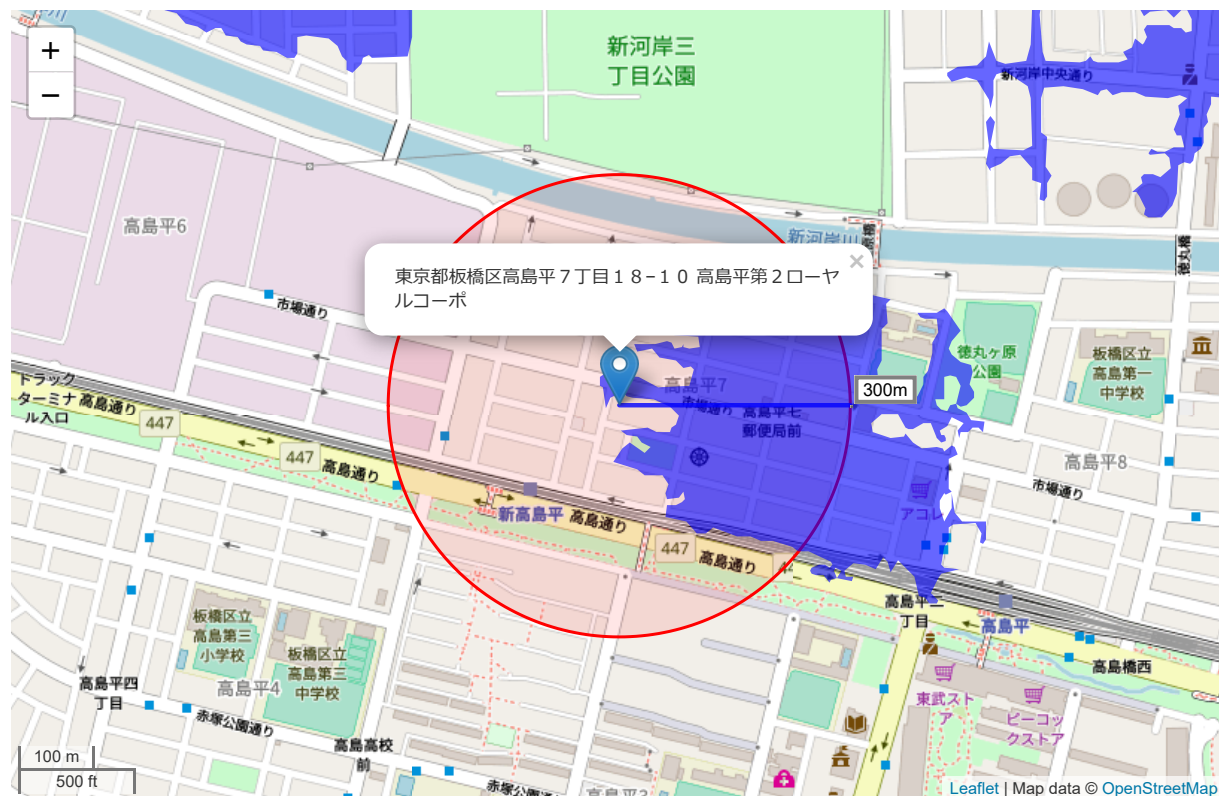 +
−
新河岸三
丁目公園
新河岸中央通り
高島平6
新河岸川
徳丸橋
×
東京都板橋区高島平７丁目１８−１０ 高島平第２ローヤ
ルコーポ
市場通り
徳丸ヶ原
公園
板橋区立
高島第一
中学校
トラック
ターミナ
ル入口
高島通り
447
高島平7
市場通り
300m
高島平七
郵便局前
447
高島通り
高島平8
市場通り
アコレ
新高島平
高島通り
447
高島通り
高島平二
丁目
高島平
高島橋西
板橋区立
高島第三
小学校
板橋区立
高島第三
中学校
高島平4
高島平四
丁目
赤塚公園通り
高島高校
前
東武スト
ア
ピーコッ
クストア
100 m
500 ft
高島平3
Leaflet | Map data © OpenStreetMap